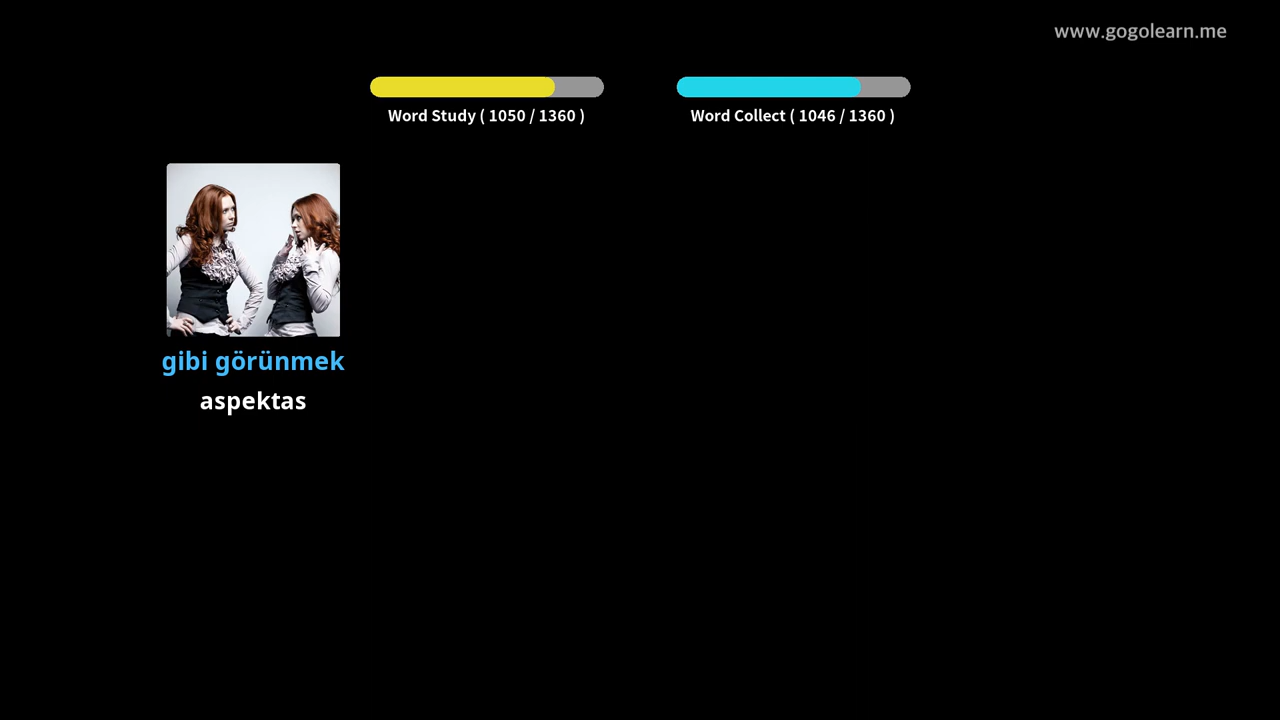 www.gogolearn.me
Word Study ( 1050 / 1360 )
Word Collect ( 1046 / 1360 )
gibi görünmek
aspektas